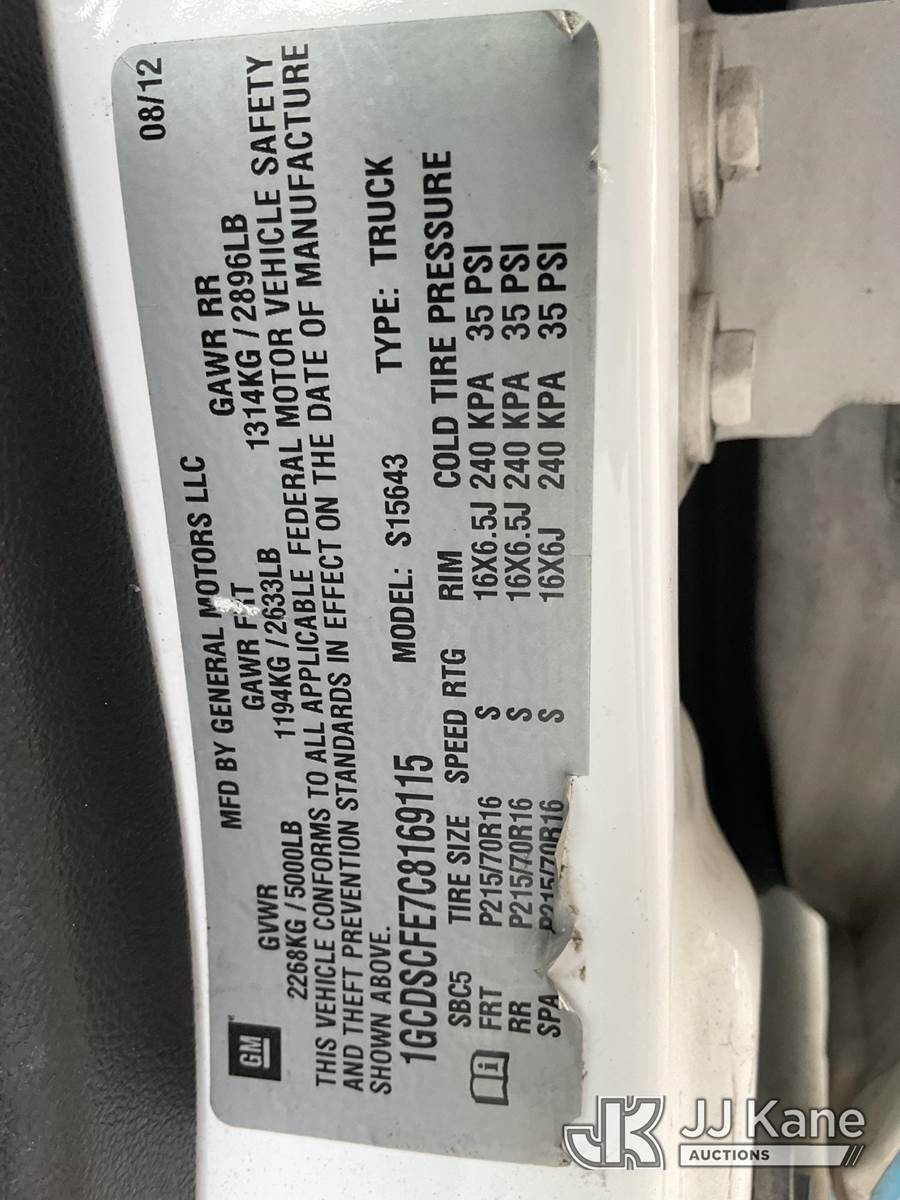 GM
MFD BY GENERAL MOTORS LLC 08/12
GVWR GAWR FRT GAWR RR
2268KG / 5000LB 1194KG / 2633LB 1314KG / 2896LB
THIS VEHICLE CONFORMS TO ALL APPLICABLE FEDERAL MOTOR VEHICLE SAFETY
AND THEFT PREVENTION STANDARDS IN EFFECT ON THE DATE OF MANUFACTURE
SHOWN ABOVE.
1GCDSCFE7C8169115 MODEL: S15643 TYPE: TRUCK
SBC5 TIRE SIZE SPEED RTG RIM COLD TIRE PRESSURE
FRT P215/70R16 S 16X6.5J 240 KPA 35 PSI
RR P215/70R16 S 16X6.5J 240 KPA 35 PSI
SPA P215/70R16 S 16X6J 240 KPA 35 PSI
JK JJ Kane
AUCTIONS